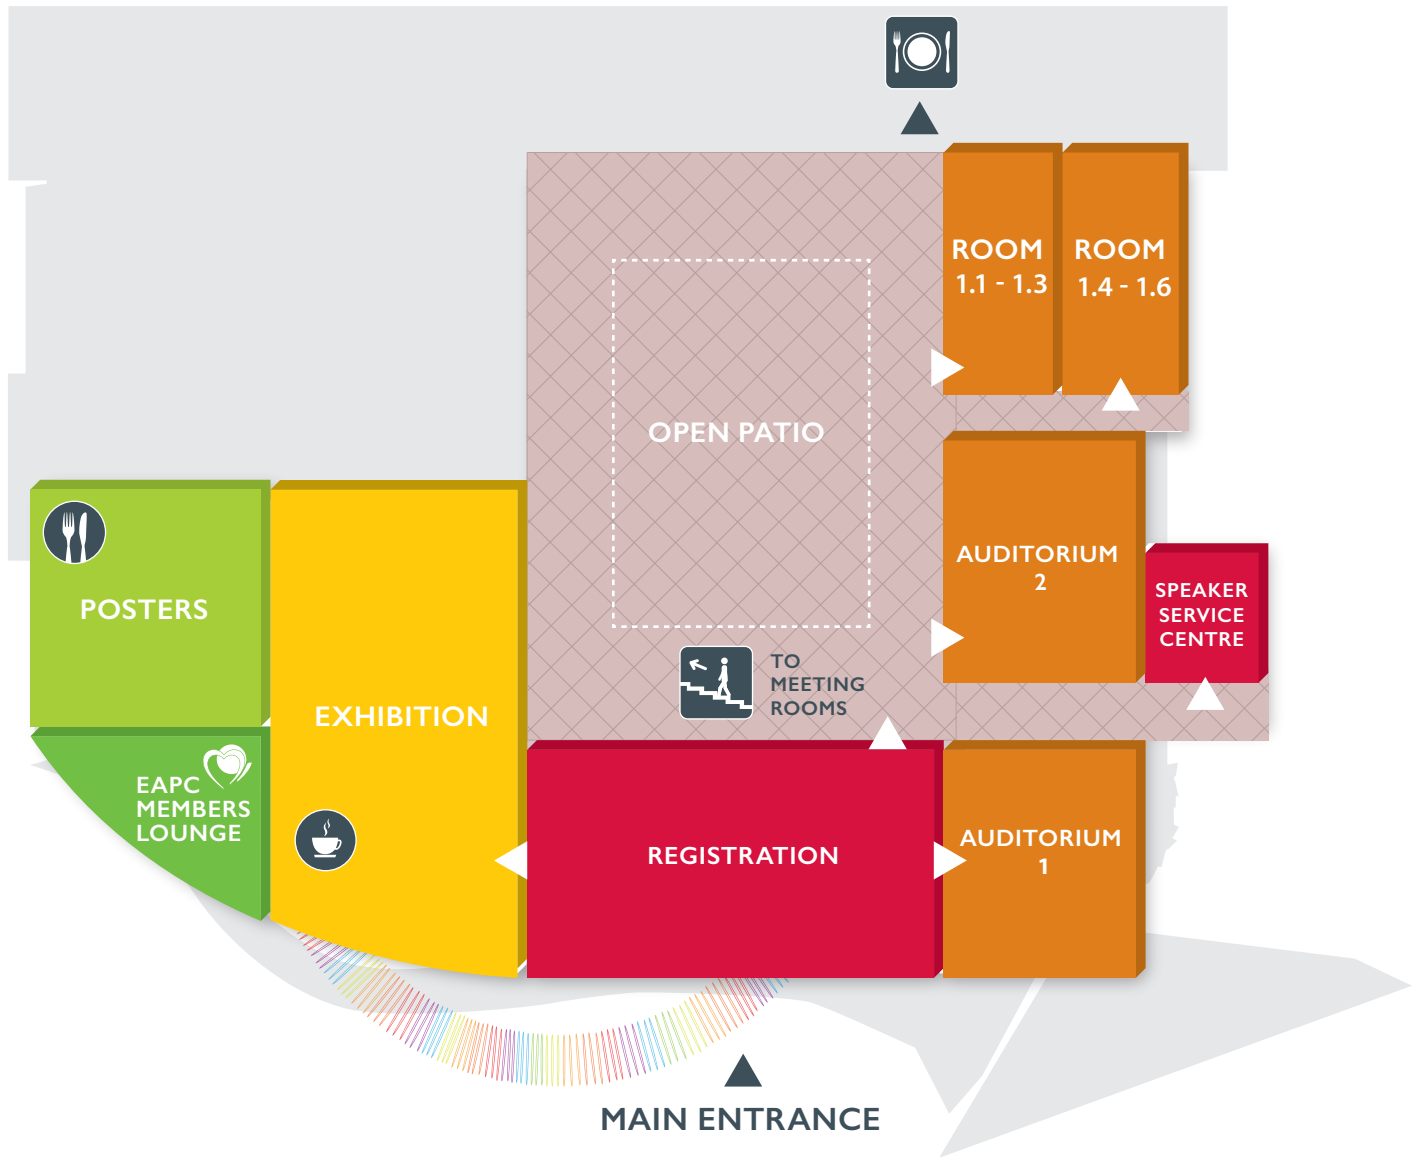 ROOM
1.1 - 1.3
ROOM
1.4 - 1.6
OPEN PATIO
AUDITORIUM
2
SPEAKER
SERVICE
CENTRE
POSTERS
TO
MEETING
ROOMS
EXHIBITION
EAPC
MEMBERS
LOUNGE
REGISTRATION
AUDITORIUM
1
MAIN ENTRANCE